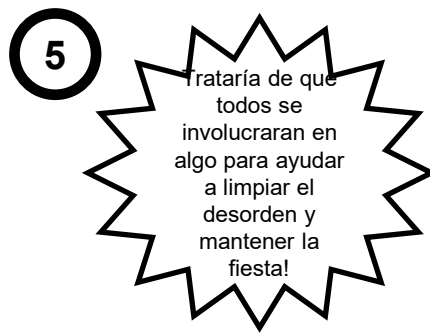 5
Trataría de que
todos se
involucraran en
algo para ayudar
a limpiar el
desorden y
mantener la
fiesta!